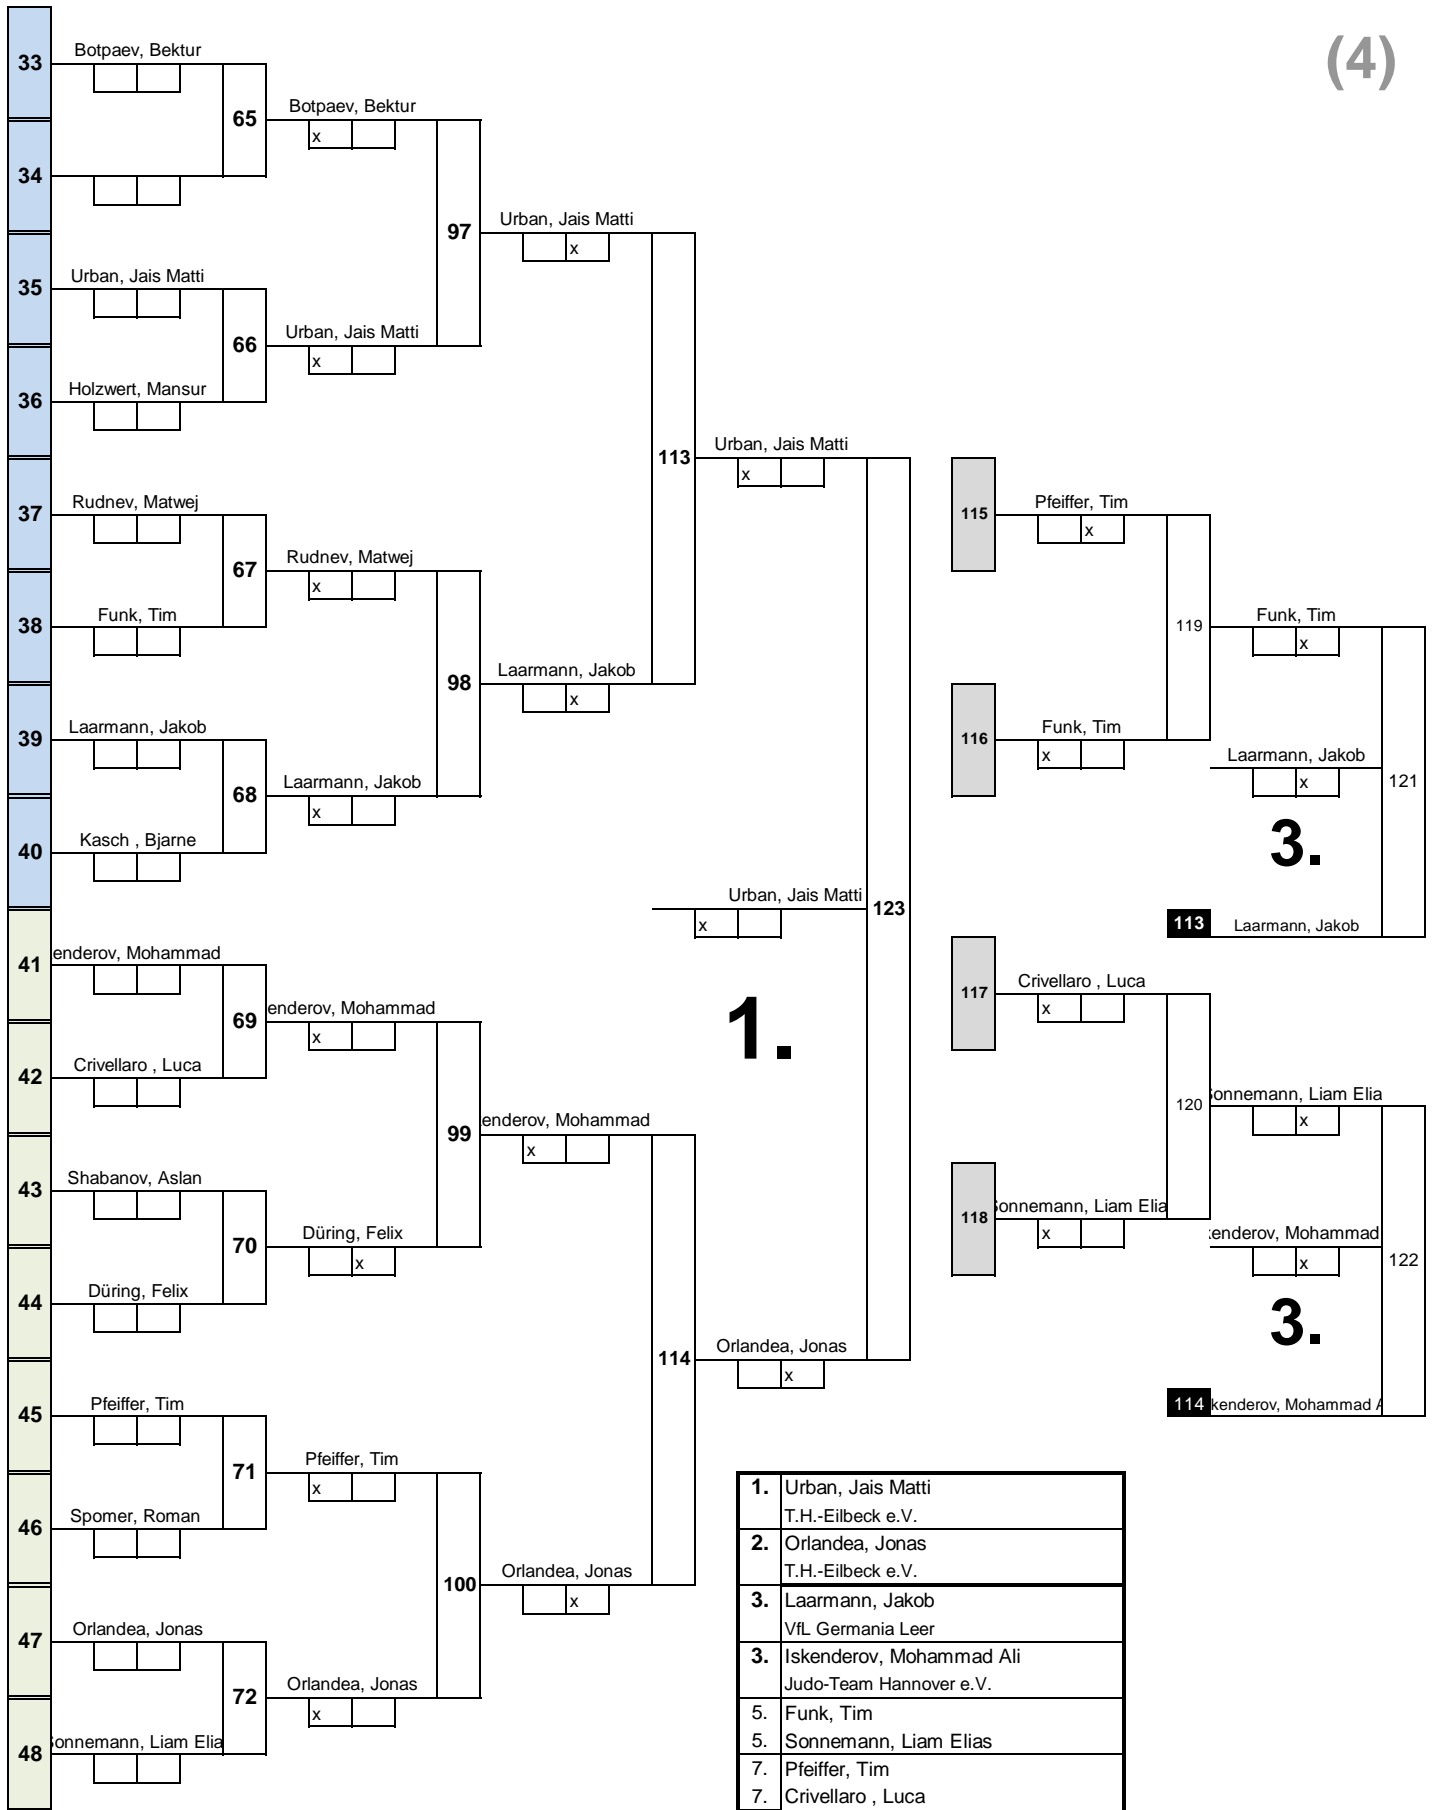 (4)
33
Botpaev, Bektur
65
Botpaev, Bektur
x
34
97
Urban, Jais Matti
x
35
Urban, Jais Matti
66
Urban, Jais Matti
x
36
Holzwert, Mansur
113
Urban, Jais Matti
x
37
Rudnev, Matwej
67
Rudnev, Matwej
x
38
Funk, Tim
98
Laarmann, Jakob
x
39
Laarmann, Jakob
68
Laarmann, Jakob
x
40
Kasch , Bjarne
Urban, Jais Matti
x
123
1.
41
enderov, Mohammad
69
enderov, Mohammad
x
42
Crivellaro , Luca
99
enderov, Mohammad
x
43
Shabanov, Aslan
70
Düring, Felix
x
44
Düring, Felix
114
Orlandea, Jonas
x
45
Pfeiffer, Tim
71
Pfeiffer, Tim
x
46
Spomer, Roman
100
Orlandea, Jonas
x
47
Orlandea, Jonas
72
Orlandea, Jonas
x
48
Sonnemann, Liam Elia
115
Pfeiffer, Tim
x
119
Funk, Tim
x
116
Funk, Tim
x
Laarmann, Jakob
x
121
3.
113 Laarmann, Jakob
117
Crivellaro , Luca
x
120
Sonnemann, Liam Elia
x
118
Sonnemann, Liam Elia
x
kenderov, Mohammad
x
122
3.
114 kenderov, Mohammad A
1. Urban, Jais Matti
T.H.-Eilbeck e.V.
2. Orlandea, Jonas
T.H.-Eilbeck e.V.
3. Laarmann, Jakob
VfL Germania Leer
3. Iskenderov, Mohammad Ali
Judo-Team Hannover e.V.
5. Funk, Tim
5. Sonnemann, Liam Elias
7. Pfeiffer, Tim
7. Crivellaro , Luca